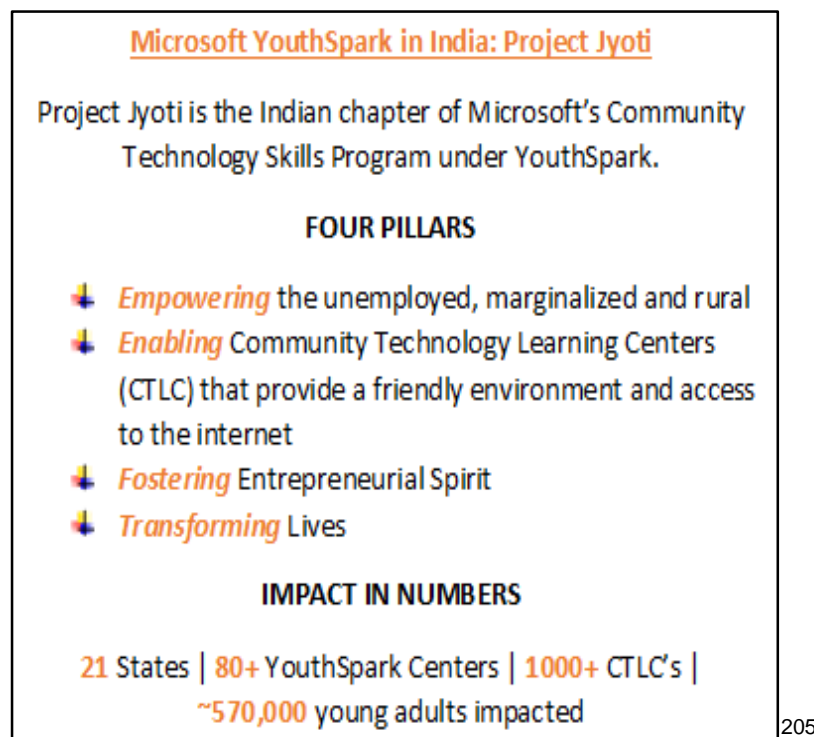 Microsoft YouthSpark in India: Project Jyoti
Project Jyoti is the Indian chapter of Microsoft's Community
Technology Skills Program under YouthSpark.
FOUR PILLARS
Empowering the unemployed, marginalized and rural
Enabling Community Technology Learning Centers
(CTLC) that provide a friendly environment and access
to the internet
Fostering Entrepreneurial Spirit
Transforming Lives
IMPACT IN NUMBERS
21 States | 80+ YouthSpark Centers | 1000+ CTLC's |
~570,000 young adults impacted
205